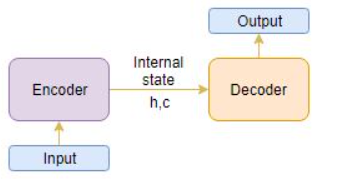 Output
Internal
state
Encoder
Decoder
h,c
Input